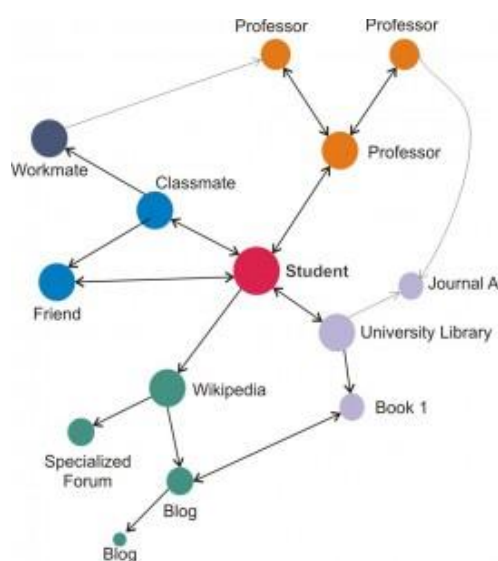 Professor
Professor
Professor
Workmate
Classmate
Student
Friend
Journal A
University Library
Wikipedia
Book 1
Specialized
Forum
Blog
Blog